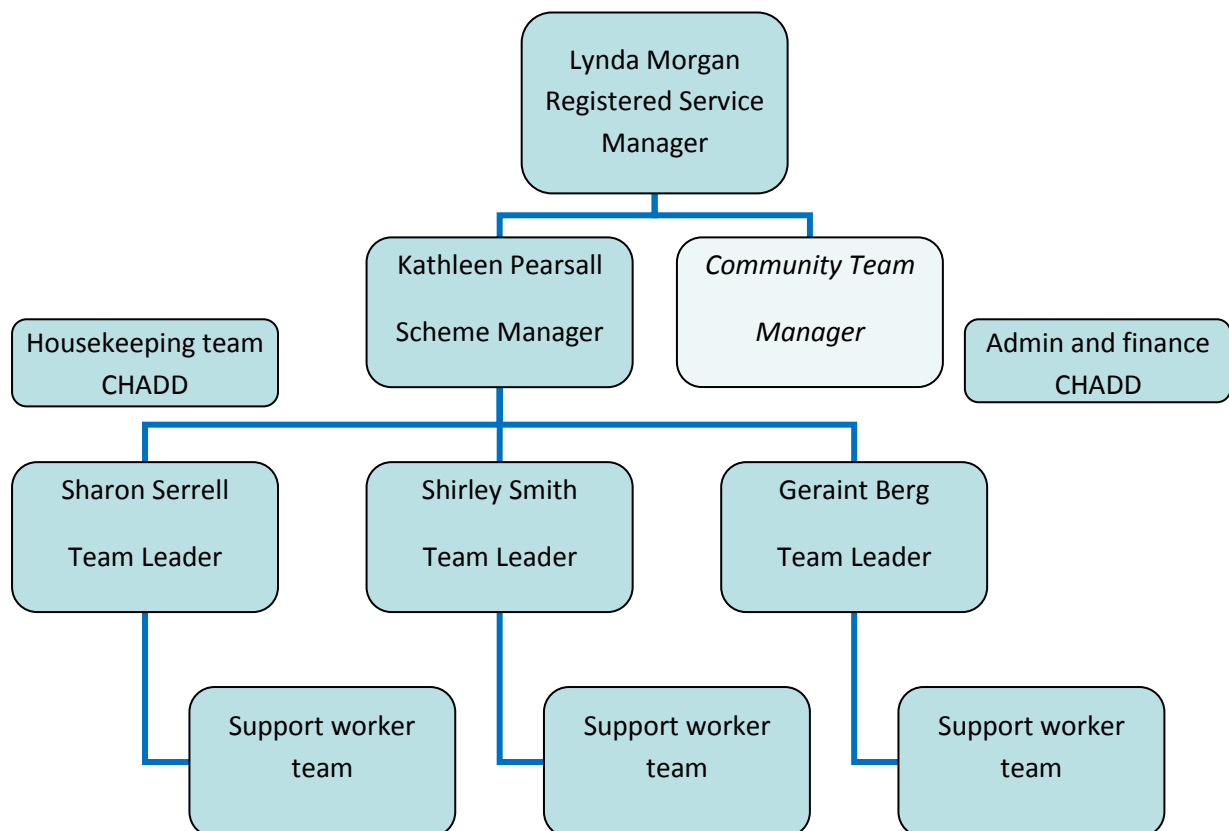 Lynda Morgan
Registered Service
Manager
Kathleen Pearsall
Scheme Manager
Community Team
Manager
Housekeeping team
CHADD
Admin and finance
CHADD
Sharon Serrell
Team Leader
Shirley Smith
Team Leader
Geraint Berg
Team Leader
Support worker
team
Support worker
team
Support worker
team